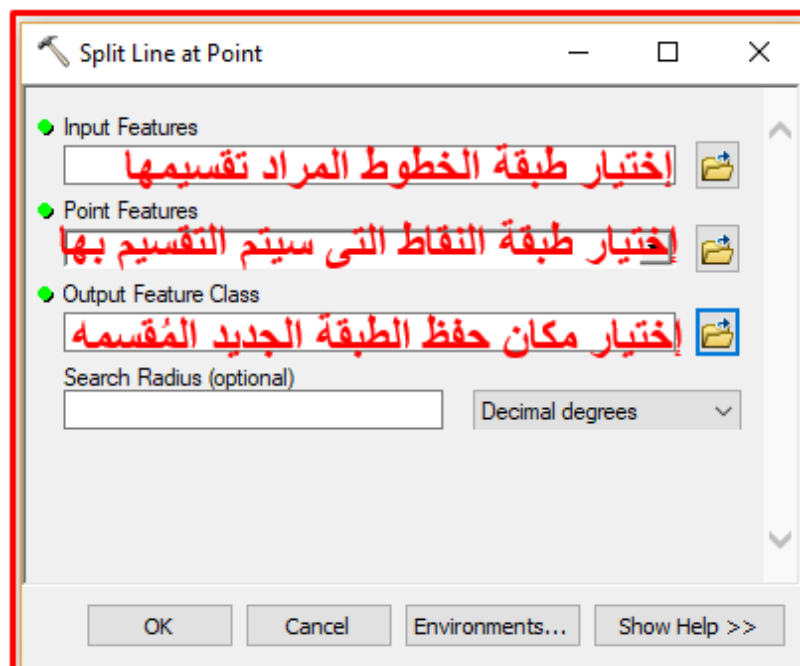 Split Line at Point
Input Features
إختيار طبقة الخطوط المراد تقسيمها
Point Features
إختيار طبقة النقاط التى سيتم التقسيم بها
Output Feature Class
إختيار مكان حفظ الطبقة الجديد المُقسمه
Search Radius (optional)
Decimal degrees
OK Cancel Environments... Show Help >>